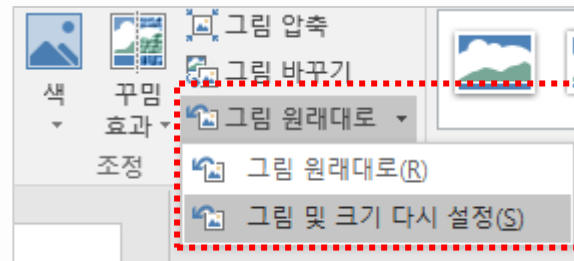 그림 압축
그림 바꾸기
색
꾸밈
효과
그림 원래대로
조정
그림 원래대로(R)
그림 및 크기 다시 설정(S)